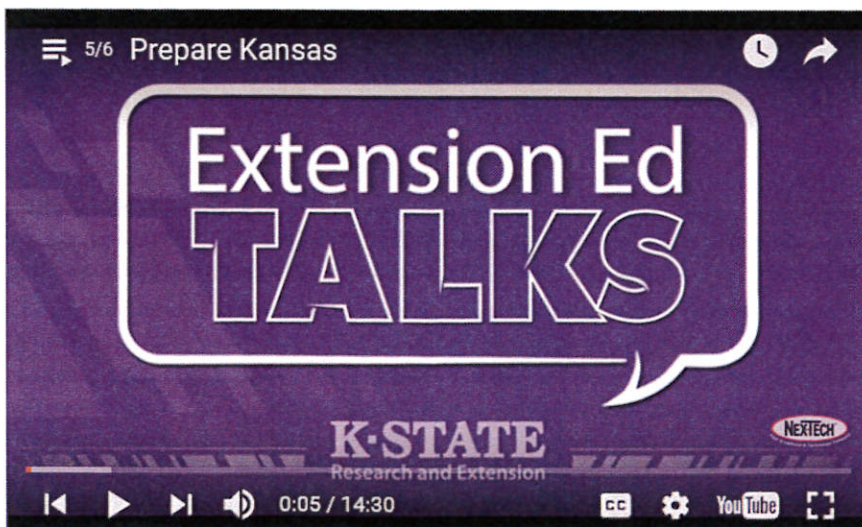 5/6 Prepare Kansas
Extension Ed
TALKS
K-STATE
Research and Extension
NEXTECH
0:05 / 14:30
CC
YouTube